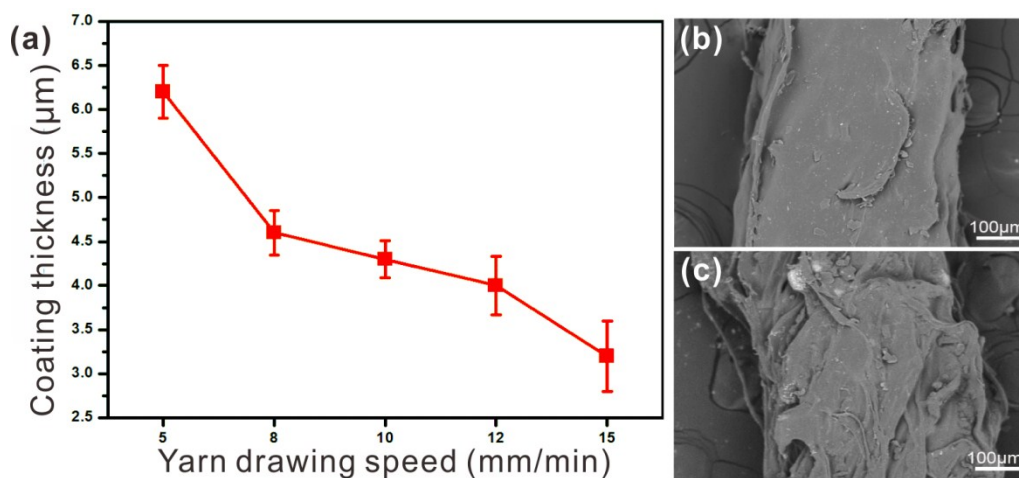 (a)
Coating thickness (μm)
7.0
6.5
6.0
5.5
5.0
4.5
4.0
3.5
3.0
2.5
5 8 10 12 15
Yarn drawing speed (mm/min)
(b)
100μm
(c)
100μm